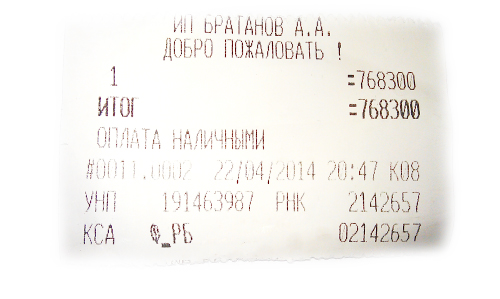 ИП БРАТАНОВ А.А.
ДОБРО ПОЖАЛОВАТЬ !
1 =768300
ИТОГ =768300
ОПЛАТА НАЛИЧНЫМИ
#0011.0002 22/04/2014 20:47 К08
УНП 191463987 РНК 2142657
КСА Ф_РБ 02142657